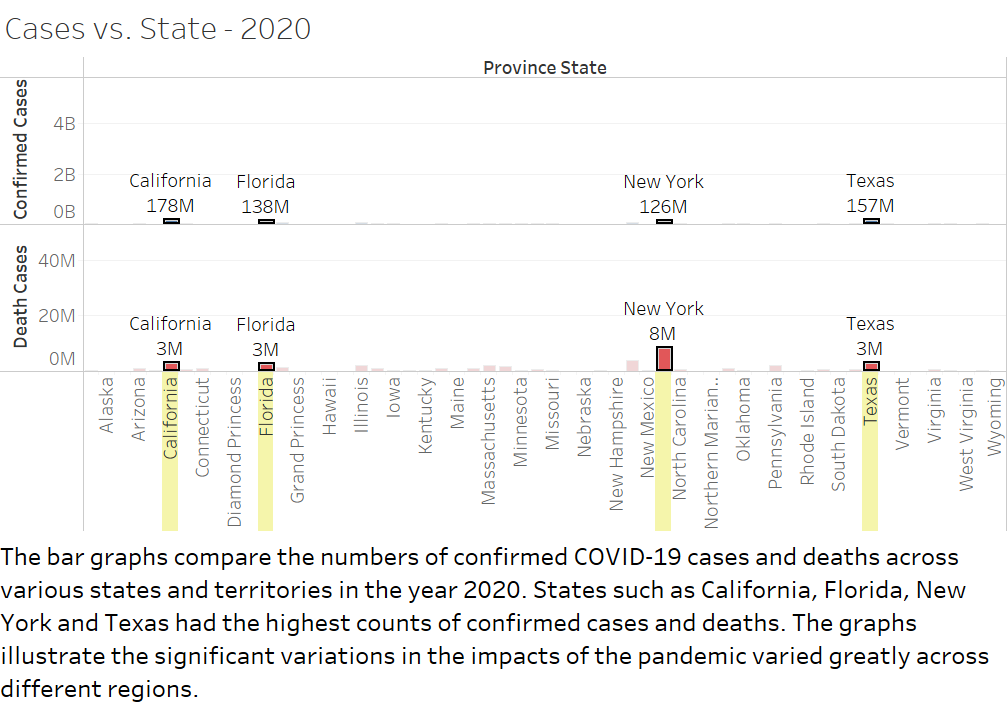 Cases vs. State - 2020
Province State
Confirmed Cases
4B
2B
0B
California
178M
Florida
138M
New York
126M
Texas
157M
Death Cases
40M
20M
0M
California
3M
Florida
3M
New York
8M
Texas
3M
Alaska
Arizona
California
Connecticut
Diamond Princess
Florida
Grand Princess
Hawaii
Illinois
Iowa
Kentucky
Maine
Massachusetts
Minnesota
Missouri
Nebraska
New Hampshire
New Mexico
North Carolina
Northern Marian..
Oklahoma
Pennsylvania
Rhode Island
South Dakota
Texas
Vermont
Virginia
West Virginia
Wyoming
The bar graphs compare the numbers of confirmed COVID-19 cases and deaths across
various states and territories in the year 2020. States such as California, Florida, New
York and Texas had the highest counts of confirmed cases and deaths. The graphs
illustrate the significant variations in the impacts of the pandemic varied greatly across
different regions.